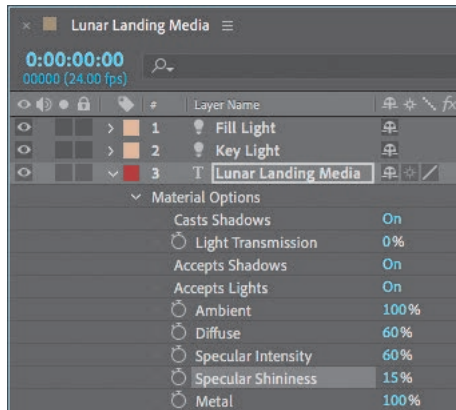 Lunar Landing Media
0:00:00:00
00000 (24.00 fps)
# Layer Name fx
1 Fill Light
2 Key Light
3 T Lunar Landing Media
Material Options
Casts Shadows On
Light Transmission 0%
Accepts Shadows On
Accepts Lights On
Ambient 100%
Diffuse 60%
Specular Intensity 60%
Specular Shininess 15%
Metal 100%